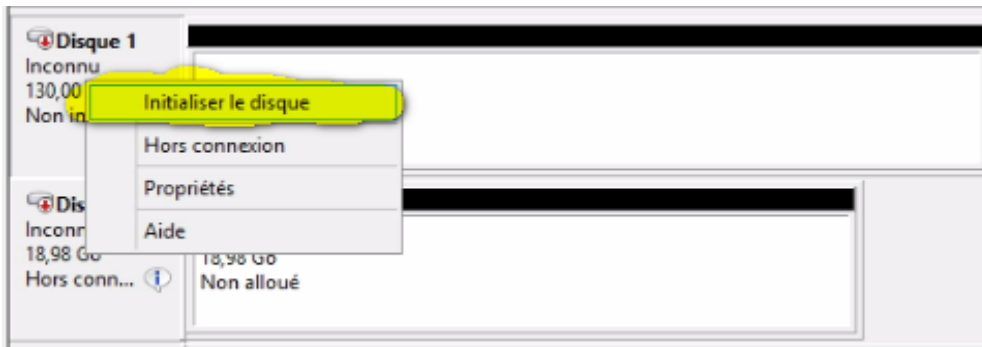 Disque 1
Inconnu
130,00
Non in
Initialiser le disque
Hors connexion
Propriétés
Aide
Dis
Inconn
18,98 Go
Hors conn...
18,98 Go
Non alloué